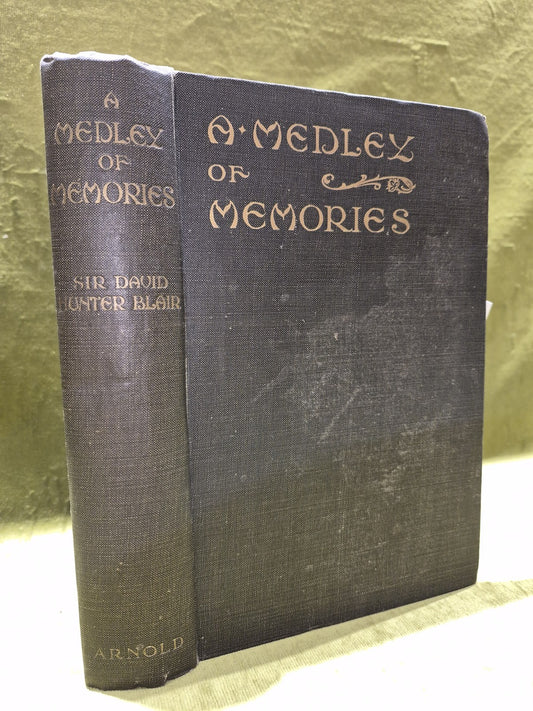 A
MEDLEY
OF
MEMORIES
SIR DAVID
HUNTER BLAIR
ARNOLD
A·MEDLEY
OF
MEMORIES